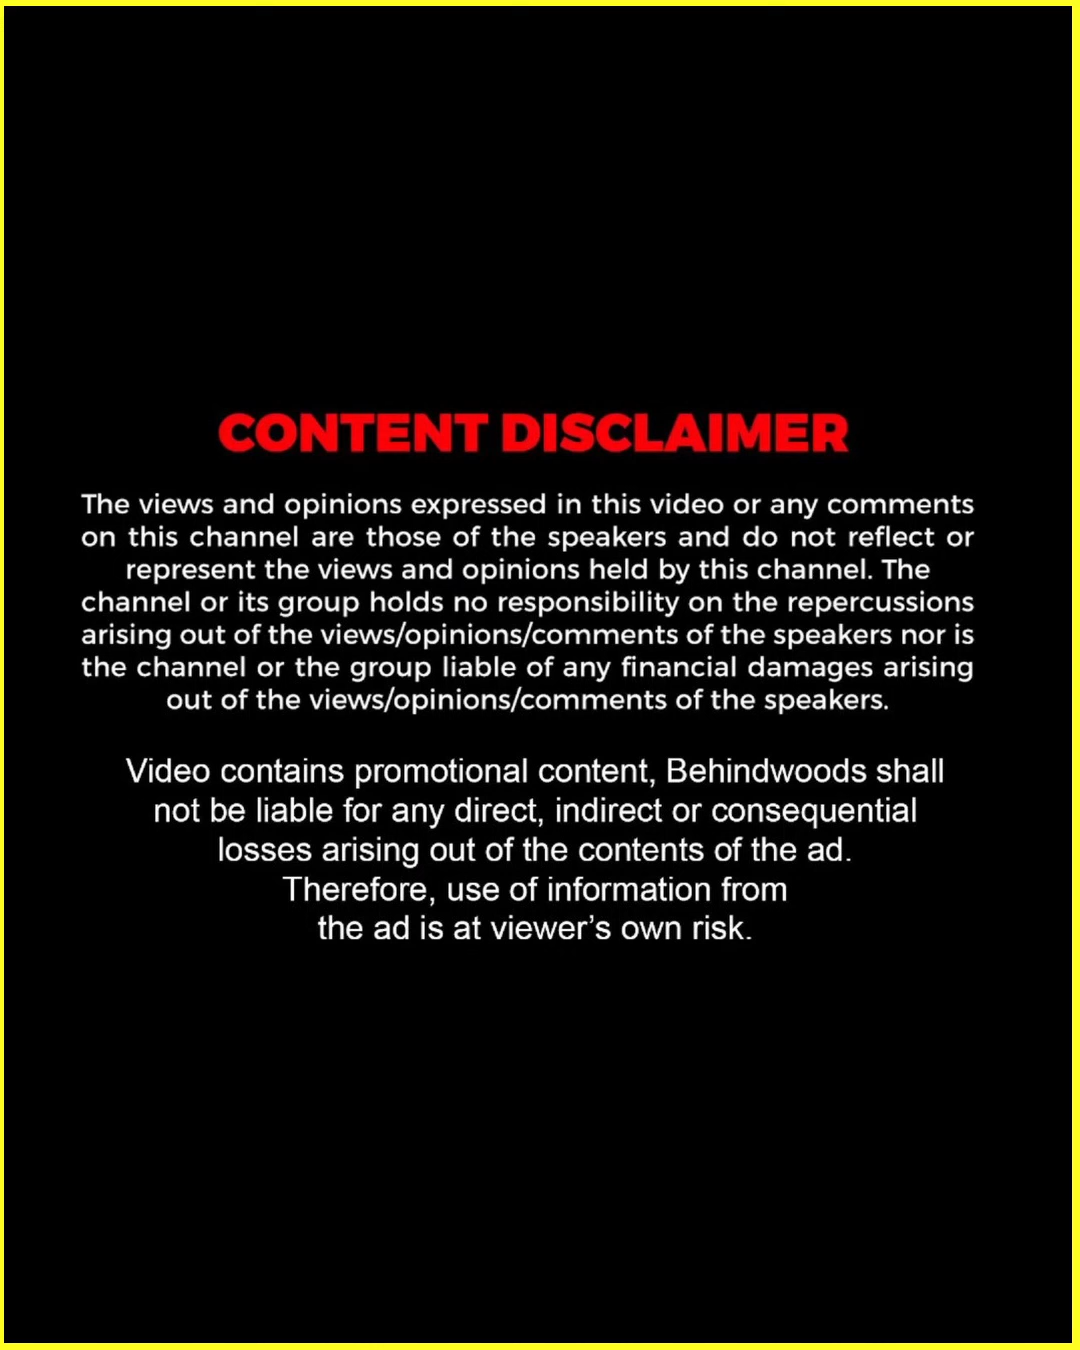 CONTENT DISCLAIMER
The views and opinions expressed in this video or any comments
on this channel are those of the speakers and do not reflect or
represent the views and opinions held by this channel. The
channel or its group holds no responsibility on the repercussions
arising out of the views/opinions/comments of the speakers nor is
the channel or the group liable of any financial damages arising
out of the views/opinions/comments of the speakers.
Video contains promotional content, Behindwoods shall
not be liable for any direct, indirect or consequential
losses arising out of the contents of the ad.
Therefore, use of information from
the ad is at viewer’s own risk.